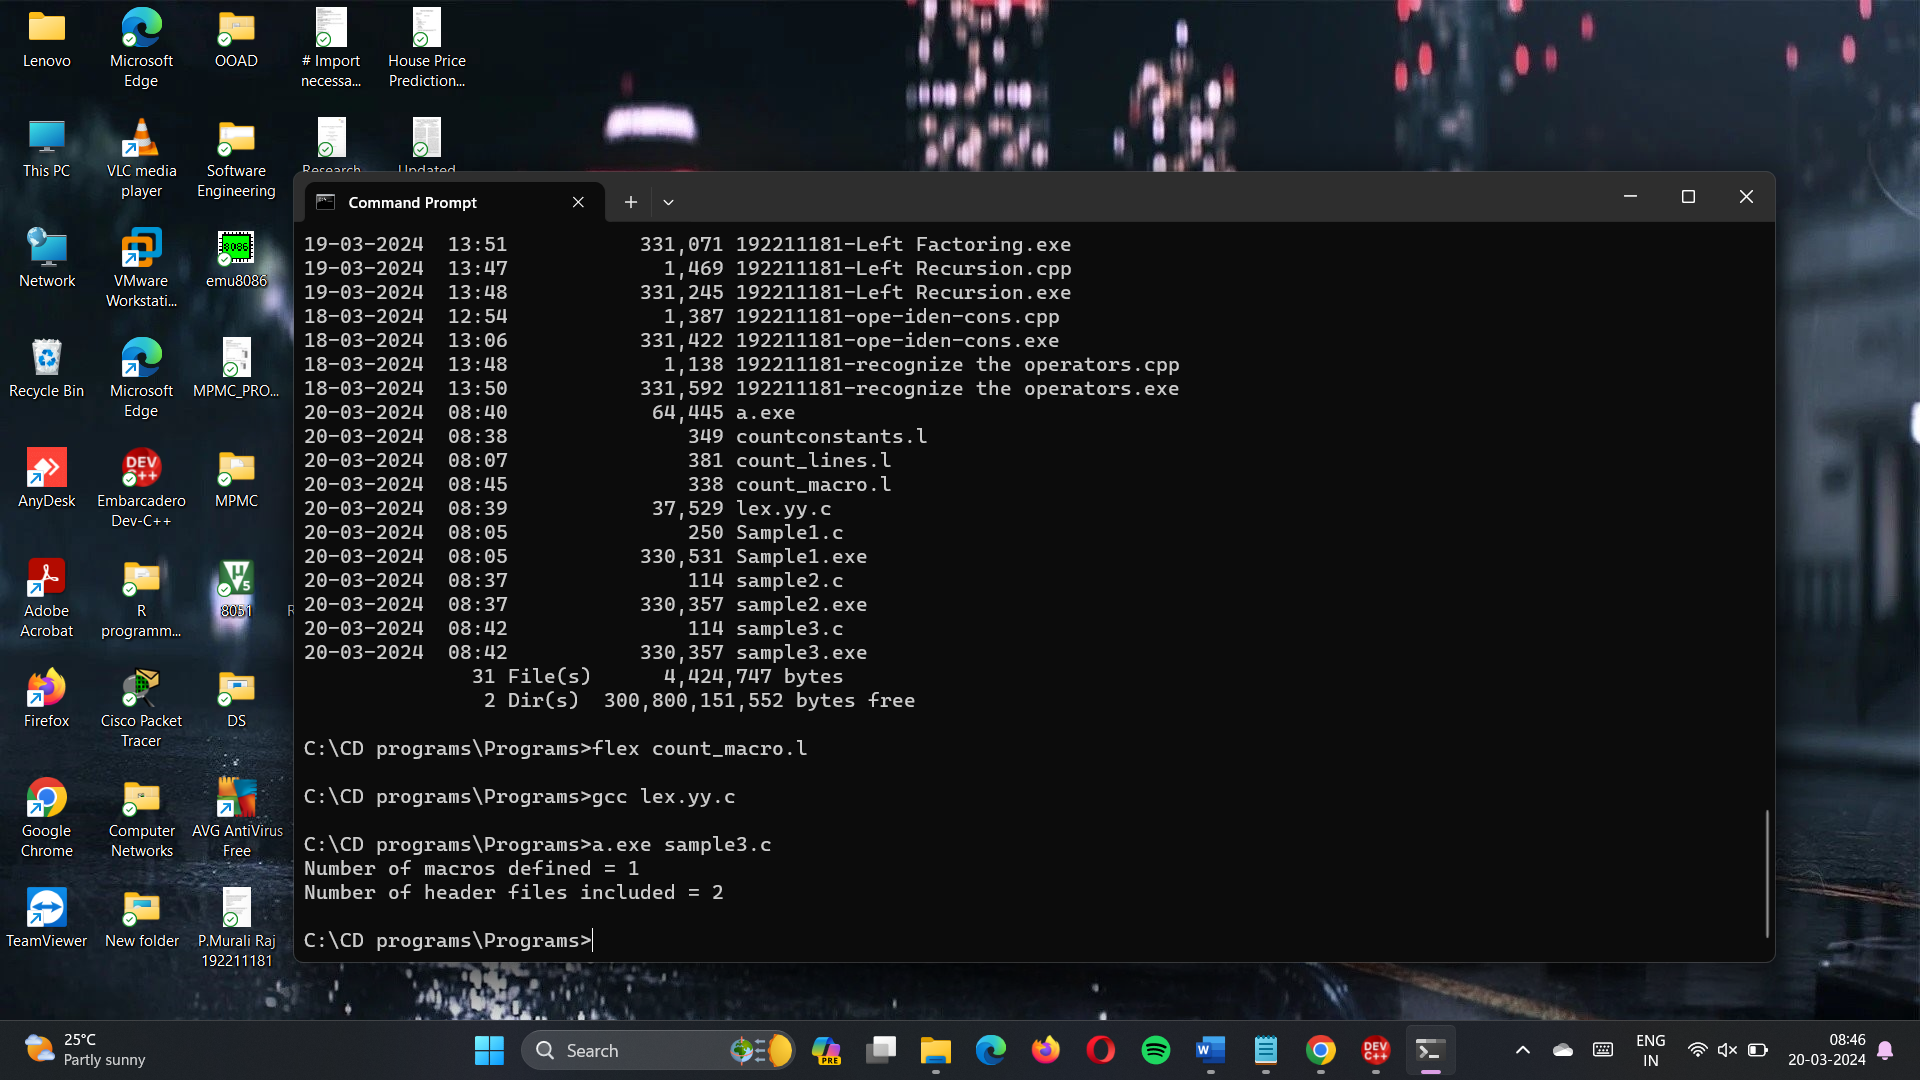 Lenovo
Microsoft
Edge
OOAD
# Import
necessa...
House Price
Prediction...
This PC
VLC media
player
Software
Engineering
Research
Updated
Network
VMware
Workstati...
8086
emu8086
Recycle Bin
Microsoft
Edge
MPMC_PRO...
AnyDesk
DEV
C++
Embarcadero
Dev-C++
MPMC
Adobe
Acrobat
R
programm...
8051
Firefox
Cisco Packet
Tracer
DS
Google
Chrome
Computer
Networks
AVG AntiVirus
Free
TeamViewer
New folder
P.Murali Raj
192211181
Command Prompt
19-03-2024  13:51           331,071 192211181-Left Factoring.exe
19-03-2024  13:47             1,469 192211181-Left Recursion.cpp
19-03-2024  13:48           331,245 192211181-Left Recursion.exe
18-03-2024  12:54             1,387 192211181-ope-iden-cons.cpp
18-03-2024  13:06           331,422 192211181-ope-iden-cons.exe
18-03-2024  13:48             1,138 192211181-recognize the operators.cpp
18-03-2024  13:50           331,592 192211181-recognize the operators.exe
20-03-2024  08:40            64,445 a.exe
20-03-2024  08:38               349 countconstants.l
20-03-2024  08:07               381 count_lines.l
20-03-2024  08:45               338 count_macro.l
20-03-2024  08:39            37,529 lex.yy.c
20-03-2024  08:05               250 Sample1.c
20-03-2024  08:05           330,531 Sample1.exe
20-03-2024  08:37               114 sample2.c
20-03-2024  08:37           330,357 sample2.exe
20-03-2024  08:42               114 sample3.c
20-03-2024  08:42           330,357 sample3.exe
31 File(s)      4,424,747 bytes
2 Dir(s)  300,800,151,552 bytes free
C:\CD programs\Programs>flex count_macro.l
C:\CD programs\Programs>gcc lex.yy.c
C:\CD programs\Programs>a.exe sample3.c
Number of macros defined = 1
Number of header files included = 2
C:\CD programs\Programs>
25°C
Partly sunny
Search
PRE
DEV
C++
ENG
IN
08:46
20-03-2024